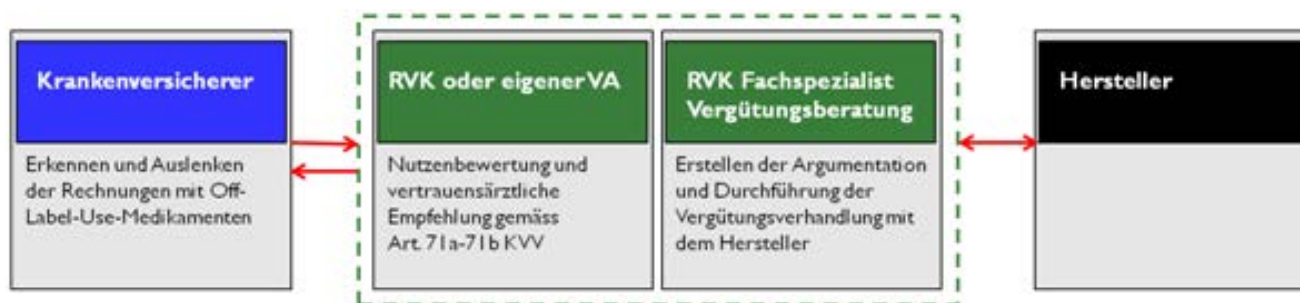 Krankenversicherer
Erkennen und Auslenken
der Rechnungen mit Off-
Label-Use-Medikamenten
RVK oder eigener VA
Nutzenbewertung und
vertrauensärztliche
Empfehlung gemäss
Art. 71a-71b KVV
RVK Fachspezialist
Vergütungsberatung
Erstellen der Argumentation
und Durchführung der
Vergütungsverhandlung mit
dem Hersteller
Hersteller